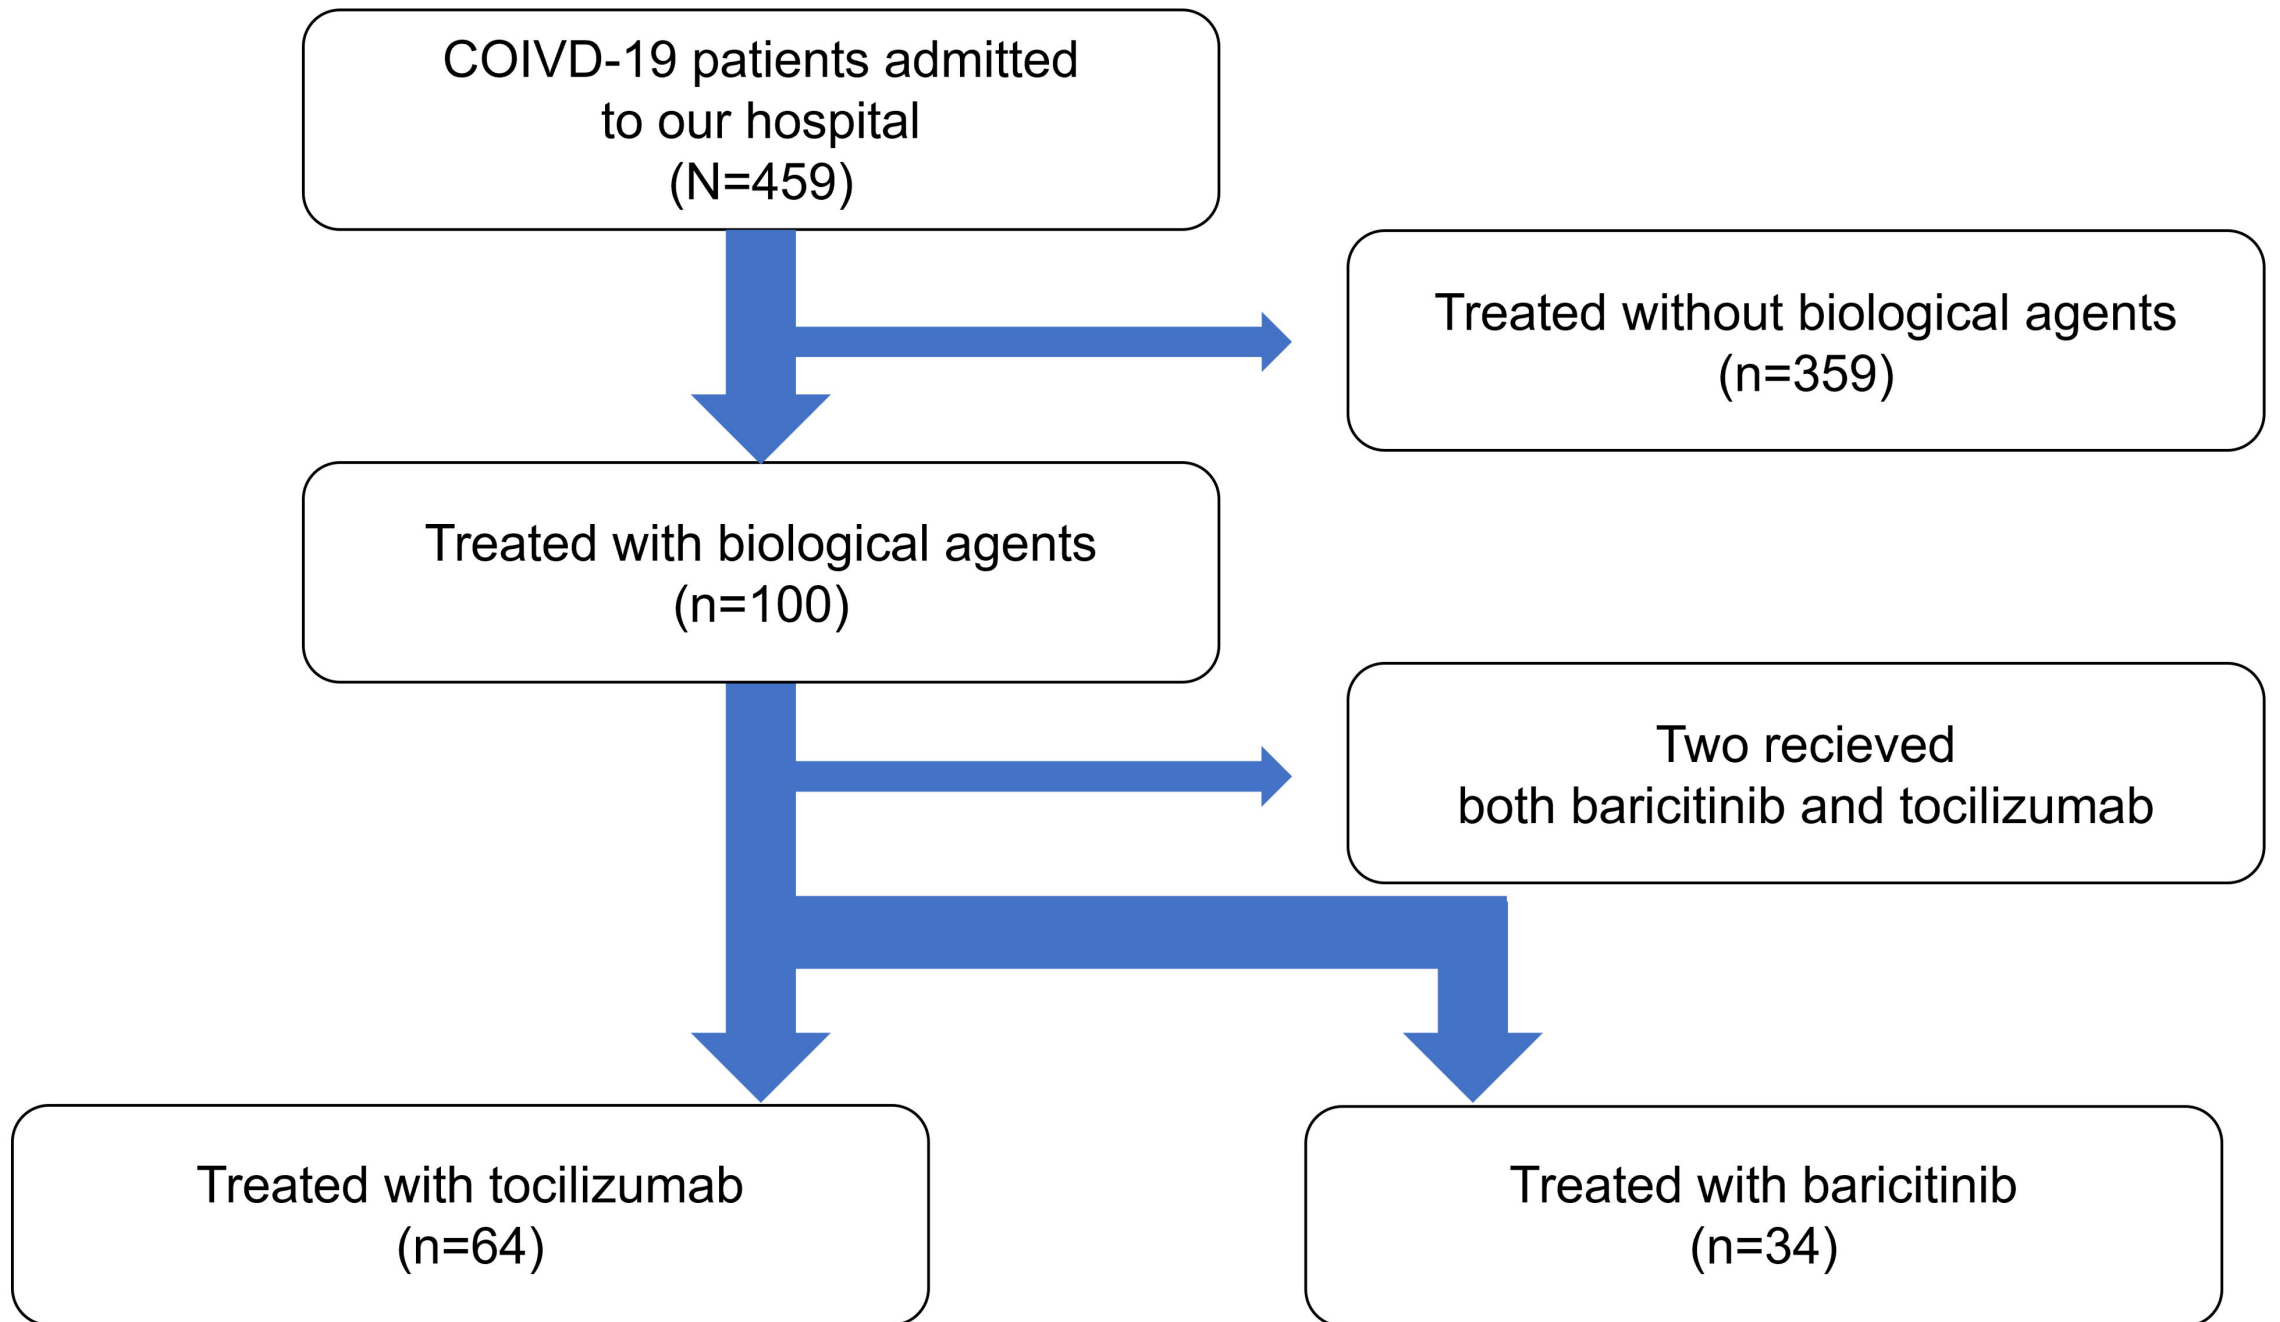 COIVD-19 patients admitted
to our hospital
(N=459)
Treated without biological agents
(n=359)
Treated with biological agents
(n=100)
Two recieved
both baricitinib and tocilizumab
Treated with tocilizumab
(n=64)
Treated with baricitinib
(n=34)